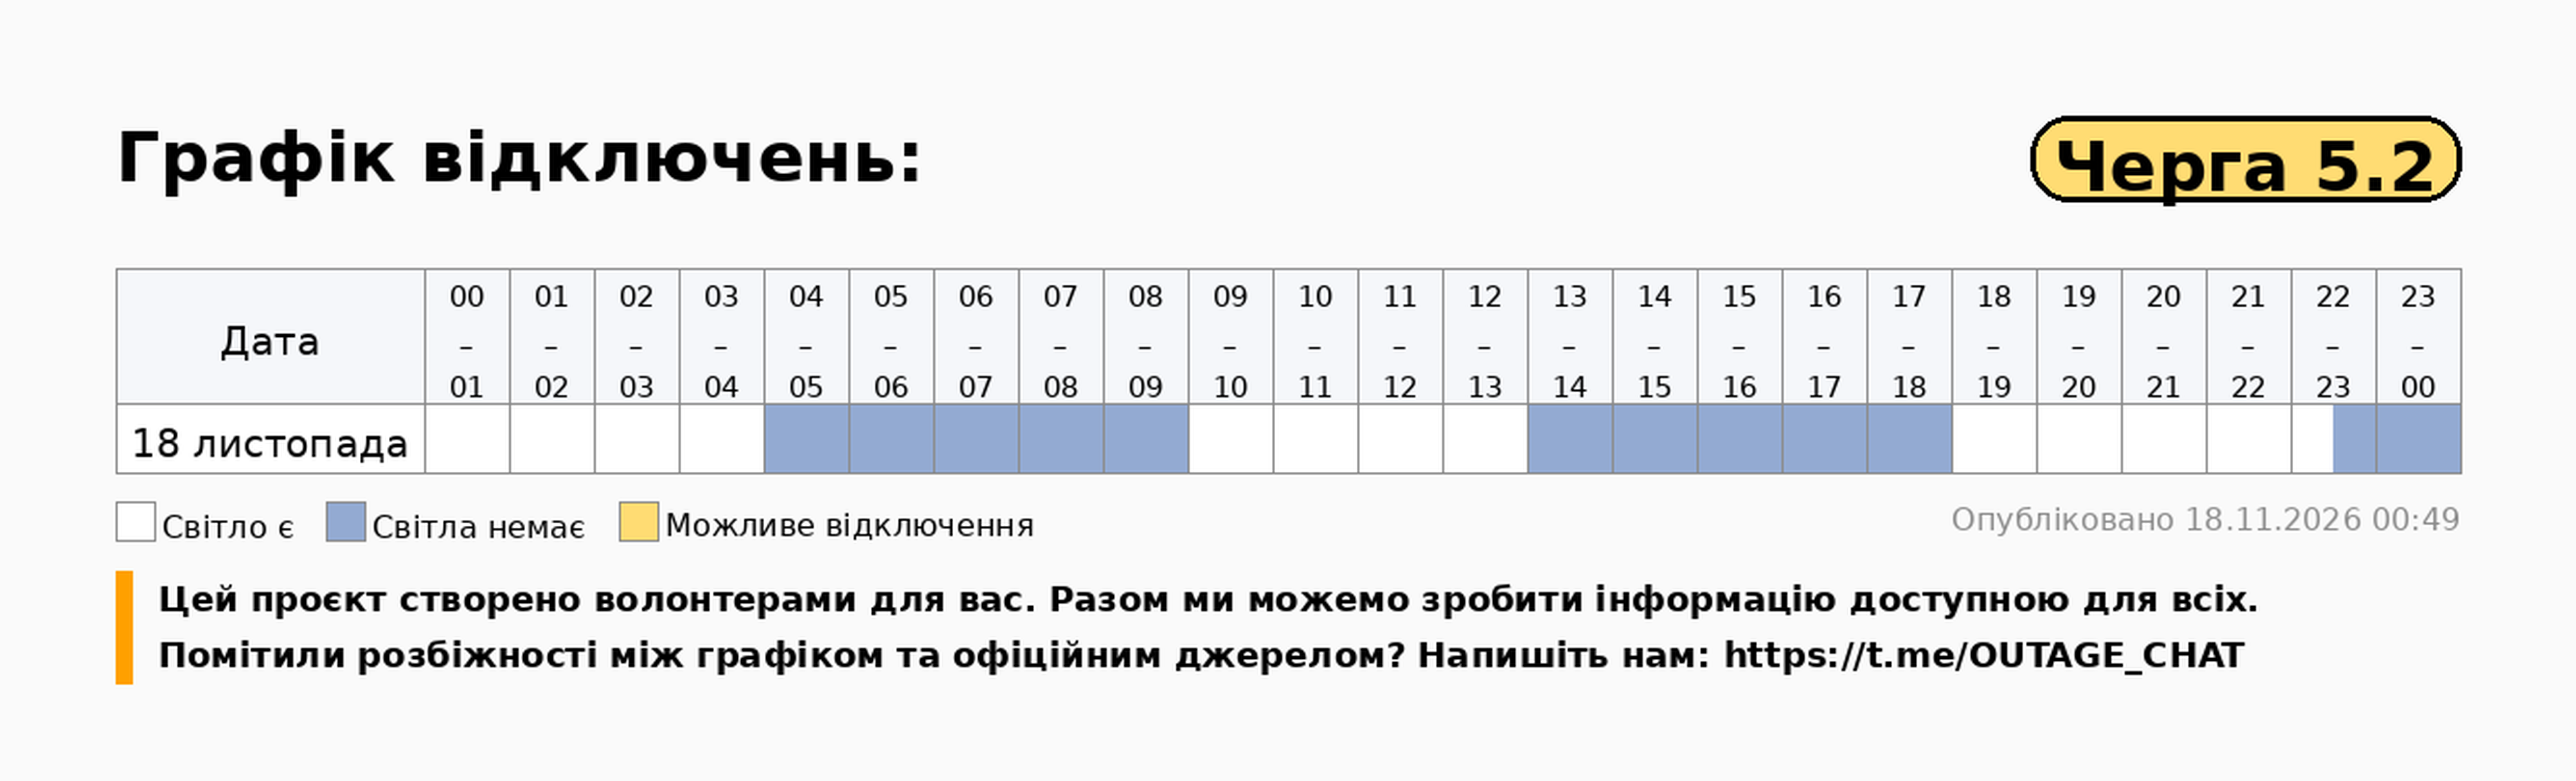 Графік відключень:
Черга 5.2
Дата
00 – 01
01 – 02
02 – 03
03 – 04
04 – 05
05 – 06
06 – 07
07 – 08
08 – 09
09 – 10
10 – 11
11 – 12
12 – 13
13 – 14
14 – 15
15 – 16
16 – 17
17 – 18
18 – 19
19 – 20
20 – 21
21 – 22
22 – 23
23 – 00
18 листопада
Світло є
Світла немає
Можливе відключення
Опубліковано 18.11.2026 00:49
Цей проєкт створено волонтерами для вас. Разом ми можемо зробити інформацію доступною для всіх.
Помітили розбіжності між графіком та офіційним джерелом? Напишіть нам: https://t.me/OUTAGE_CHAT